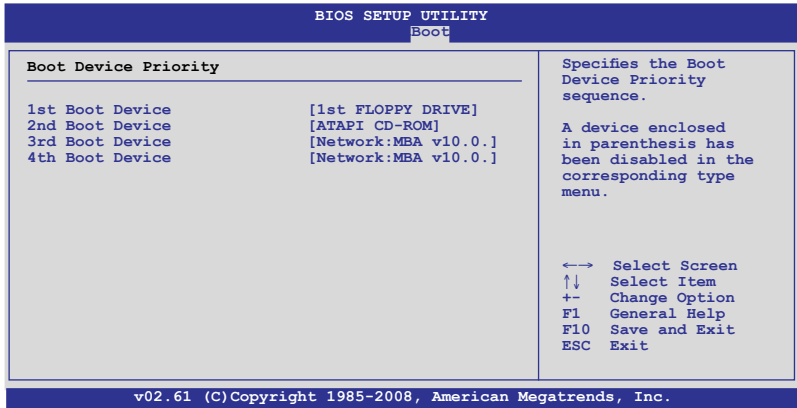 BIOS SETUP UTILITY
Boot
Boot Device Priority
1st Boot Device [1st FLOPPY DRIVE]
2nd Boot Device [ATAPI CD-ROM]
3rd Boot Device [Network:MBA v10.0.]
4th Boot Device [Network:MBA v10.0.]
Specifies the Boot
Device Priority
sequence.
A device enclosed
in parenthesis has
been disabled in the
corresponding type
menu.
←→ Select Screen
↑↓ Select Item
+- Change Option
F1 General Help
F10 Save and Exit
ESC Exit
v02.61 (C)Copyright 1985-2008, American Megatrends, Inc.